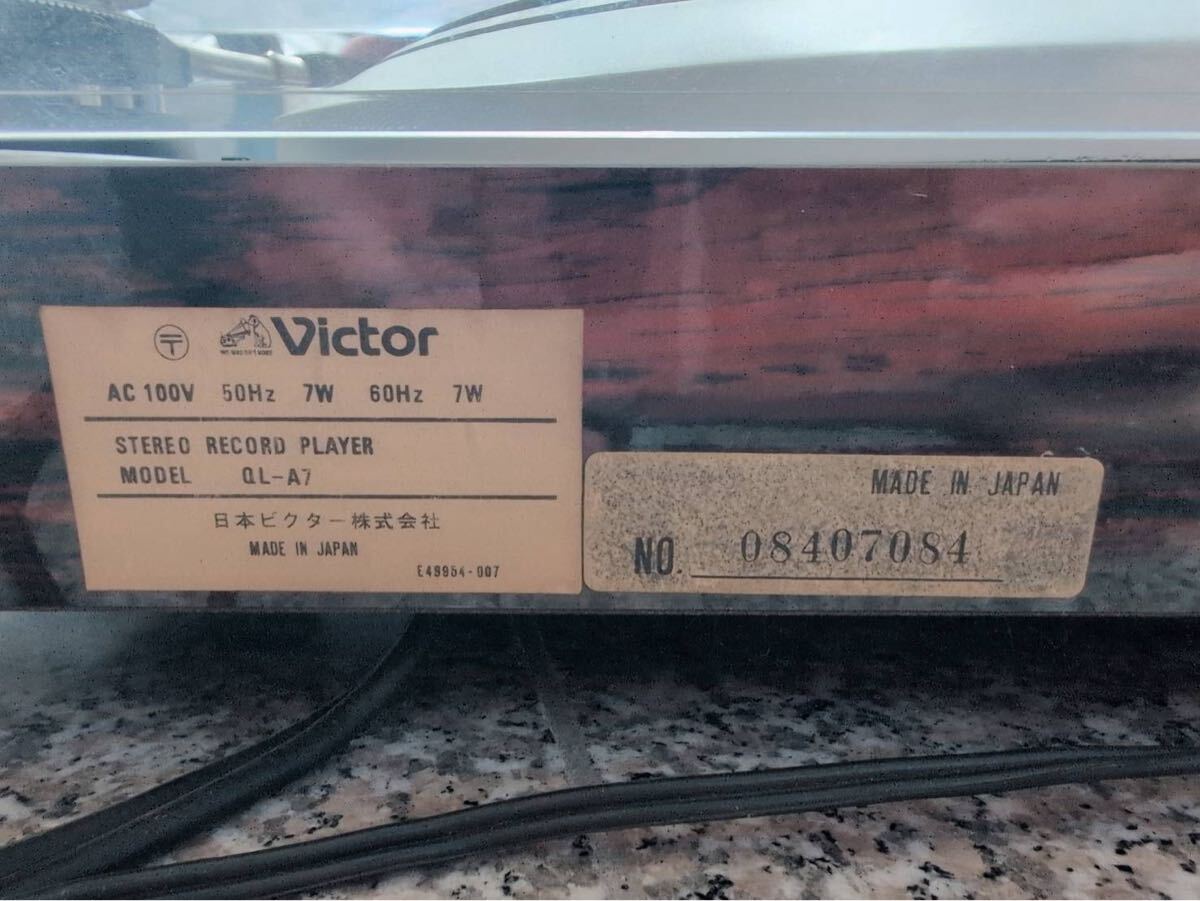 〒 Victor
AC 100V 50Hz 7W 60Hz 7W
STEREO RECORD PLAYER
MODEL QL-A7
日本ビクター株式会社
MADE IN JAPAN
E49954-007
MADE IN JAPAN
NO. 08407084